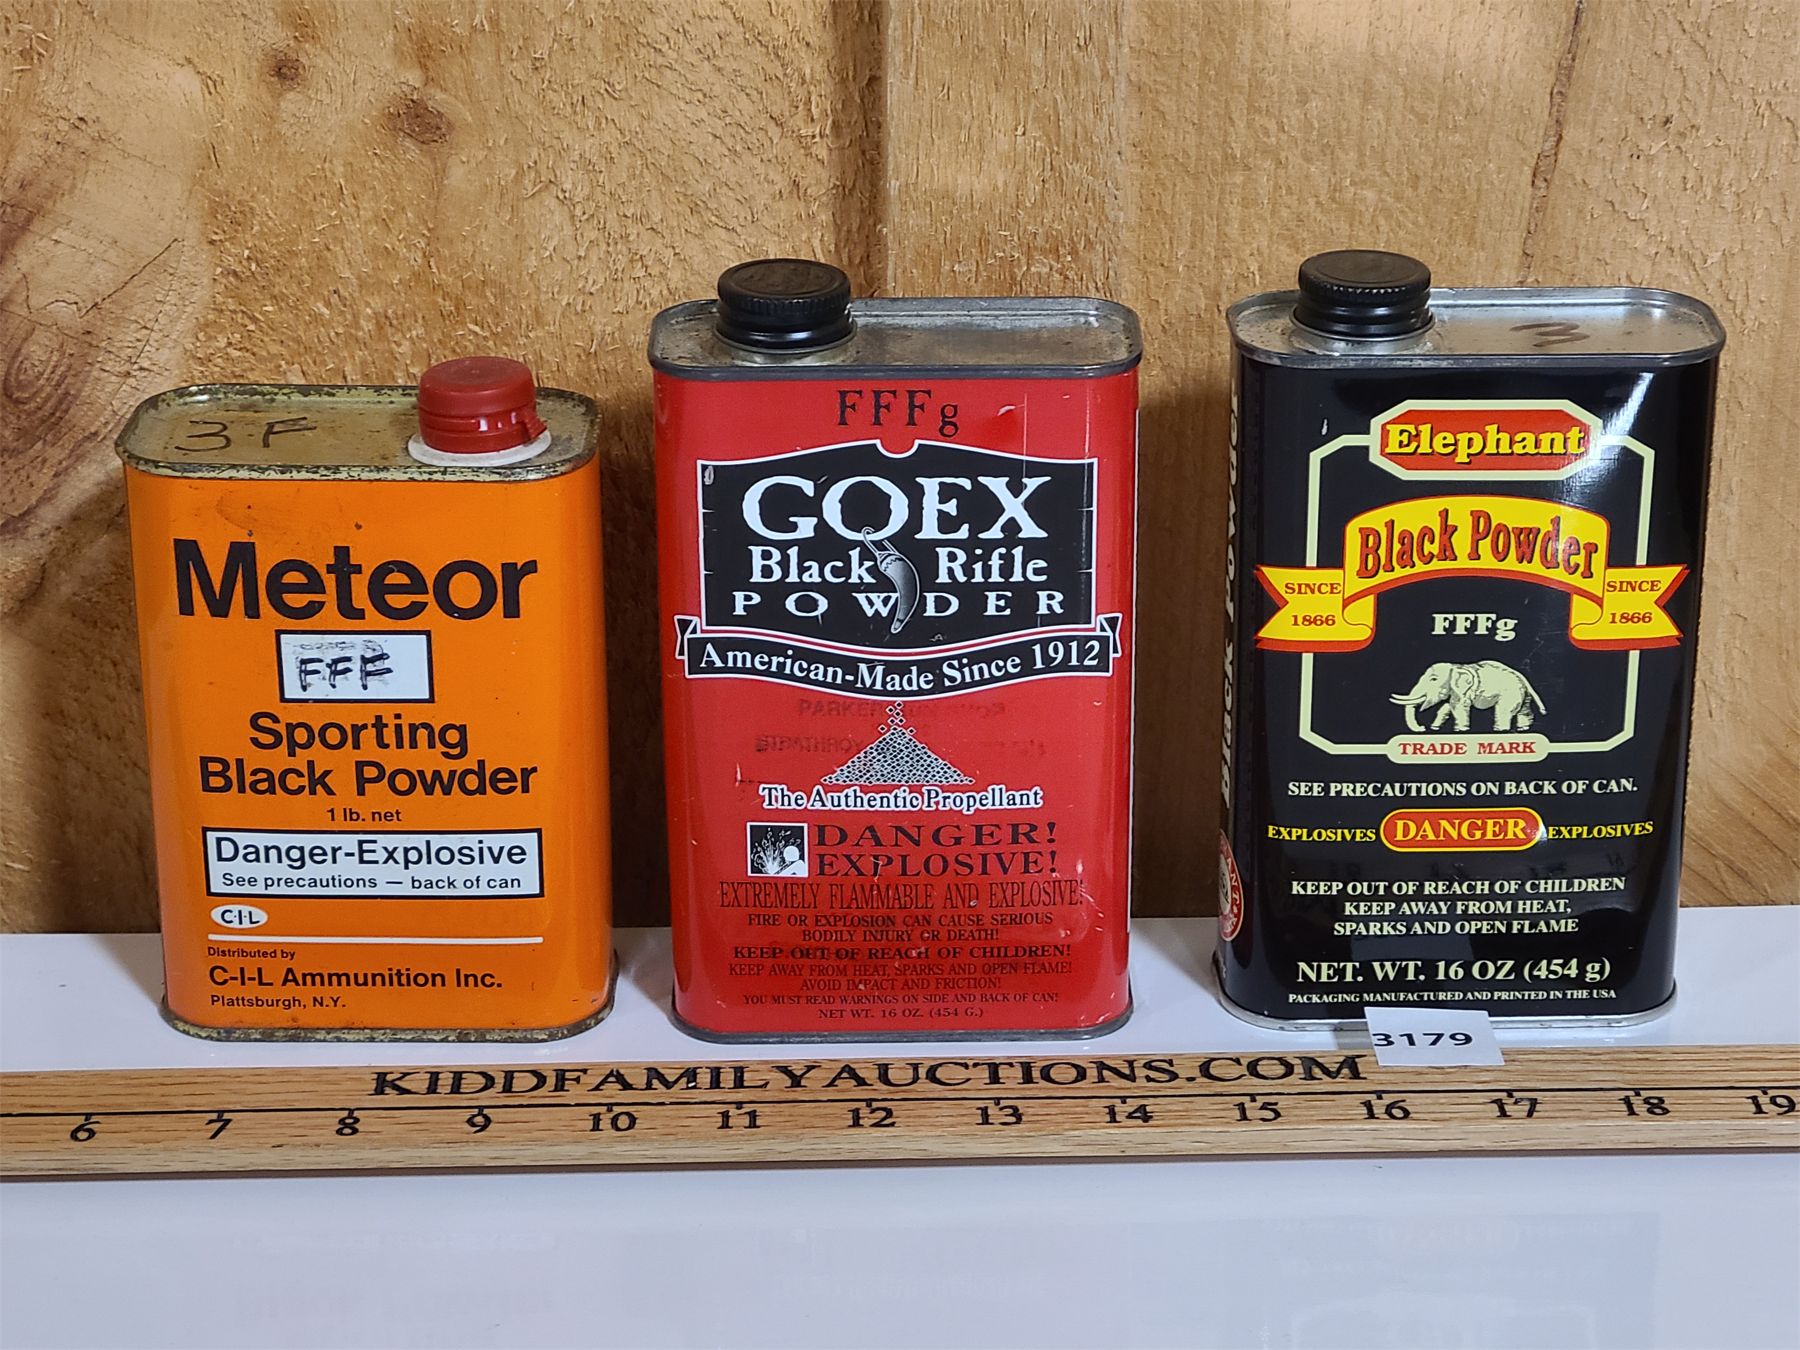 3-F
Meteor
FFF
Sporting
Black Powder
1 lb. net
Danger-Explosive
See precautions — back of can
C·I·L
Distributed by
C-I-L Ammunition Inc.
Plattsburgh, N.Y.
FFFg
GOEX
Black Rifle
POWDER
American-Made Since 1912
The Authentic Propellant
DANGER!
EXPLOSIVE!
EXTREMELY FLAMMABLE AND EXPLOSIVE!
FIRE OR EXPLOSION CAN CAUSE SERIOUS
BODILY INJURY OR DEATH!
KEEP OUT OF REACH OF CHILDREN!
KEEP AWAY FROM HEAT, SPARKS AND OPEN FLAME!
AVOID IMPACT AND FRICTION!
YOU MUST READ WARNINGS ON SIDE AND BACK OF CAN!
NET WT. 16 OZ. (454 G.)
3
Elephant
Black Powder
SINCE 1866
SINCE 1866
FFFg
TRADE MARK
SEE PRECAUTIONS ON BACK OF CAN.
EXPLOSIVES DANGER EXPLOSIVES
KEEP OUT OF REACH OF CHILDREN
KEEP AWAY FROM HEAT,
SPARKS AND OPEN FLAME
NET. WT. 16 OZ (454 g)
PACKAGING MANUFACTURED AND PRINTED IN THE USA
Black Powder
3179
KIDDFAMILYAUCTIONS.COM
6 7 8 9 10 11 12 13 14 15 16 17 18 19